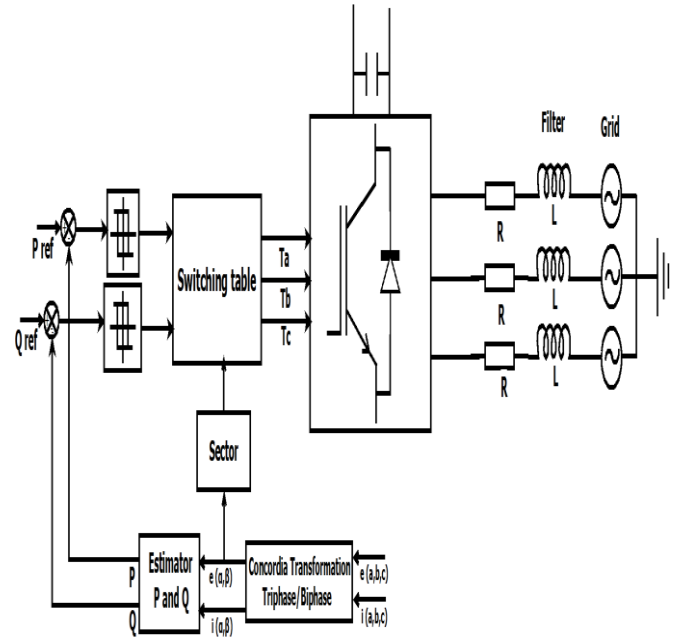 Filter
Grid
R
L
P ref
Switching table
Ta
Tb
Tc
R
L
Q ref
R
L
Sector
Estimator
P and Q
P
Q
e (α,β)
i (α,β)
Concordia Transformation
Triphase/Biphase
e (a,b,c)
i (a,b,c)